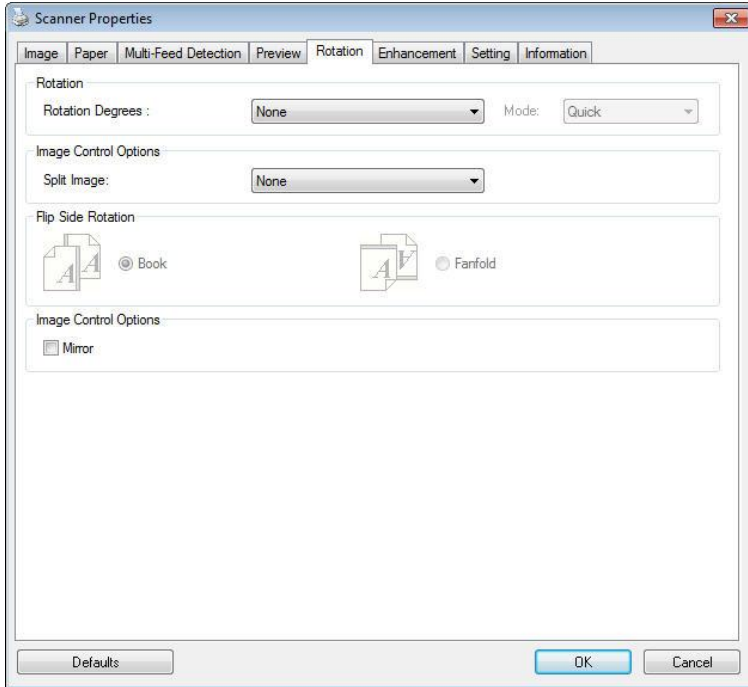 Scanner Properties
Image Paper Multi-Feed Detection Preview Rotation Enhancement Setting Information
Rotation
Rotation Degrees : None Mode: Quick
Image Control Options
Split Image: None
Flip Side Rotation
A A Book A A Fanfold
Image Control Options
Mirror
Defaults OK Cancel